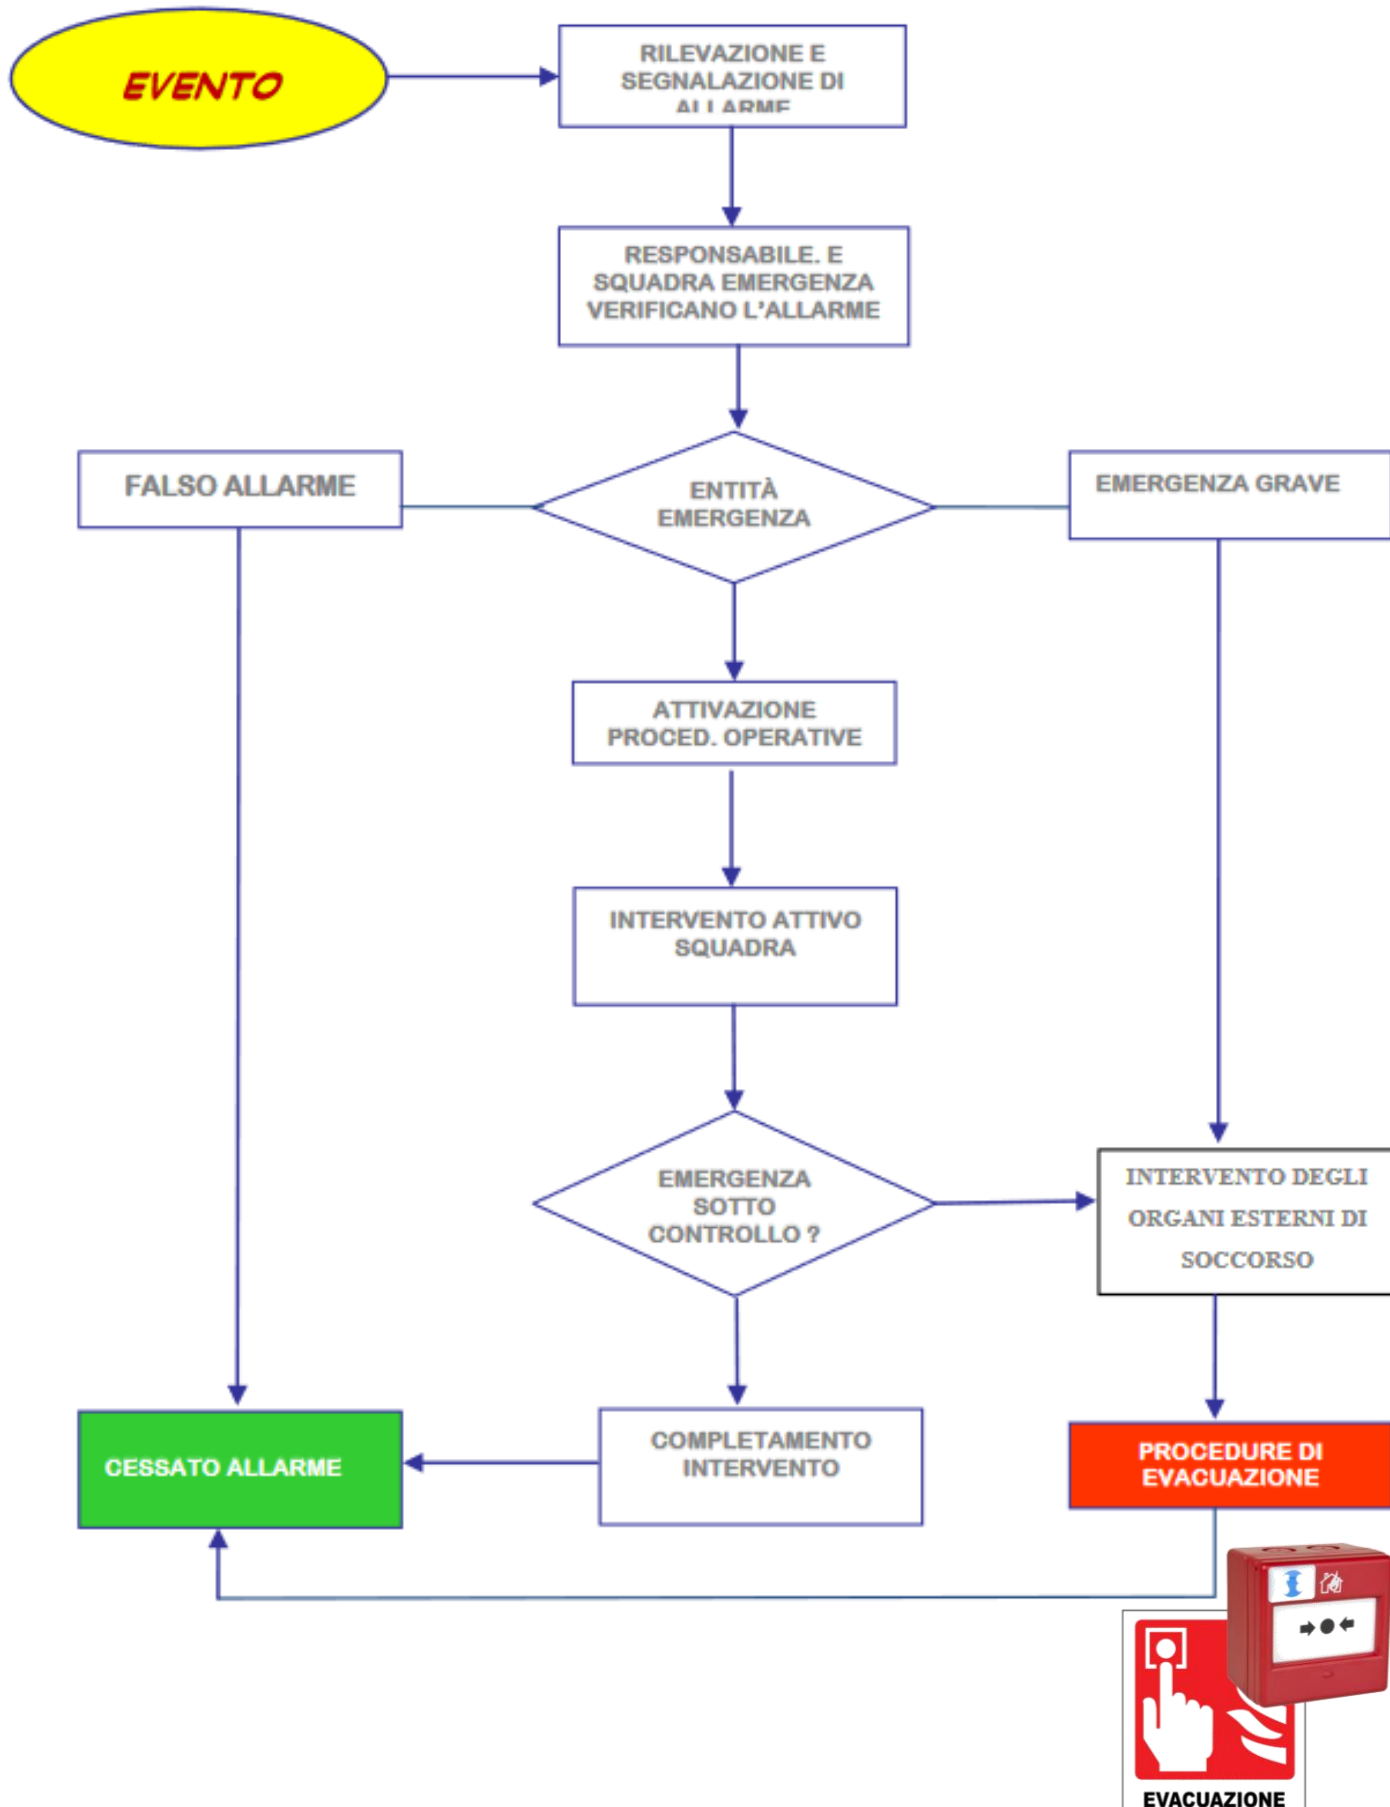 EVENTO
RILEVAZIONE E
SEGNALAZIONE DI
ALLARME
RESPONSABILE. E
SQUADRA EMERGENZA
VERIFICANO L'ALLARME
FALSO ALLARME
ENTITÀ
EMERGENZA
EMERGENZA GRAVE
ATTIVAZIONE
PROCED. OPERATIVE
INTERVENTO ATTIVO
SQUADRA
EMERGENZA
SOTTO
CONTROLLO ?
INTERVENTO DEGLI
ORGANI ESTERNI DI
SOCCORSO
CESSATO ALLARME
COMPLETAMENTO
INTERVENTO
PROCEDURE DI
EVACUAZIONE
EVACUAZIONE